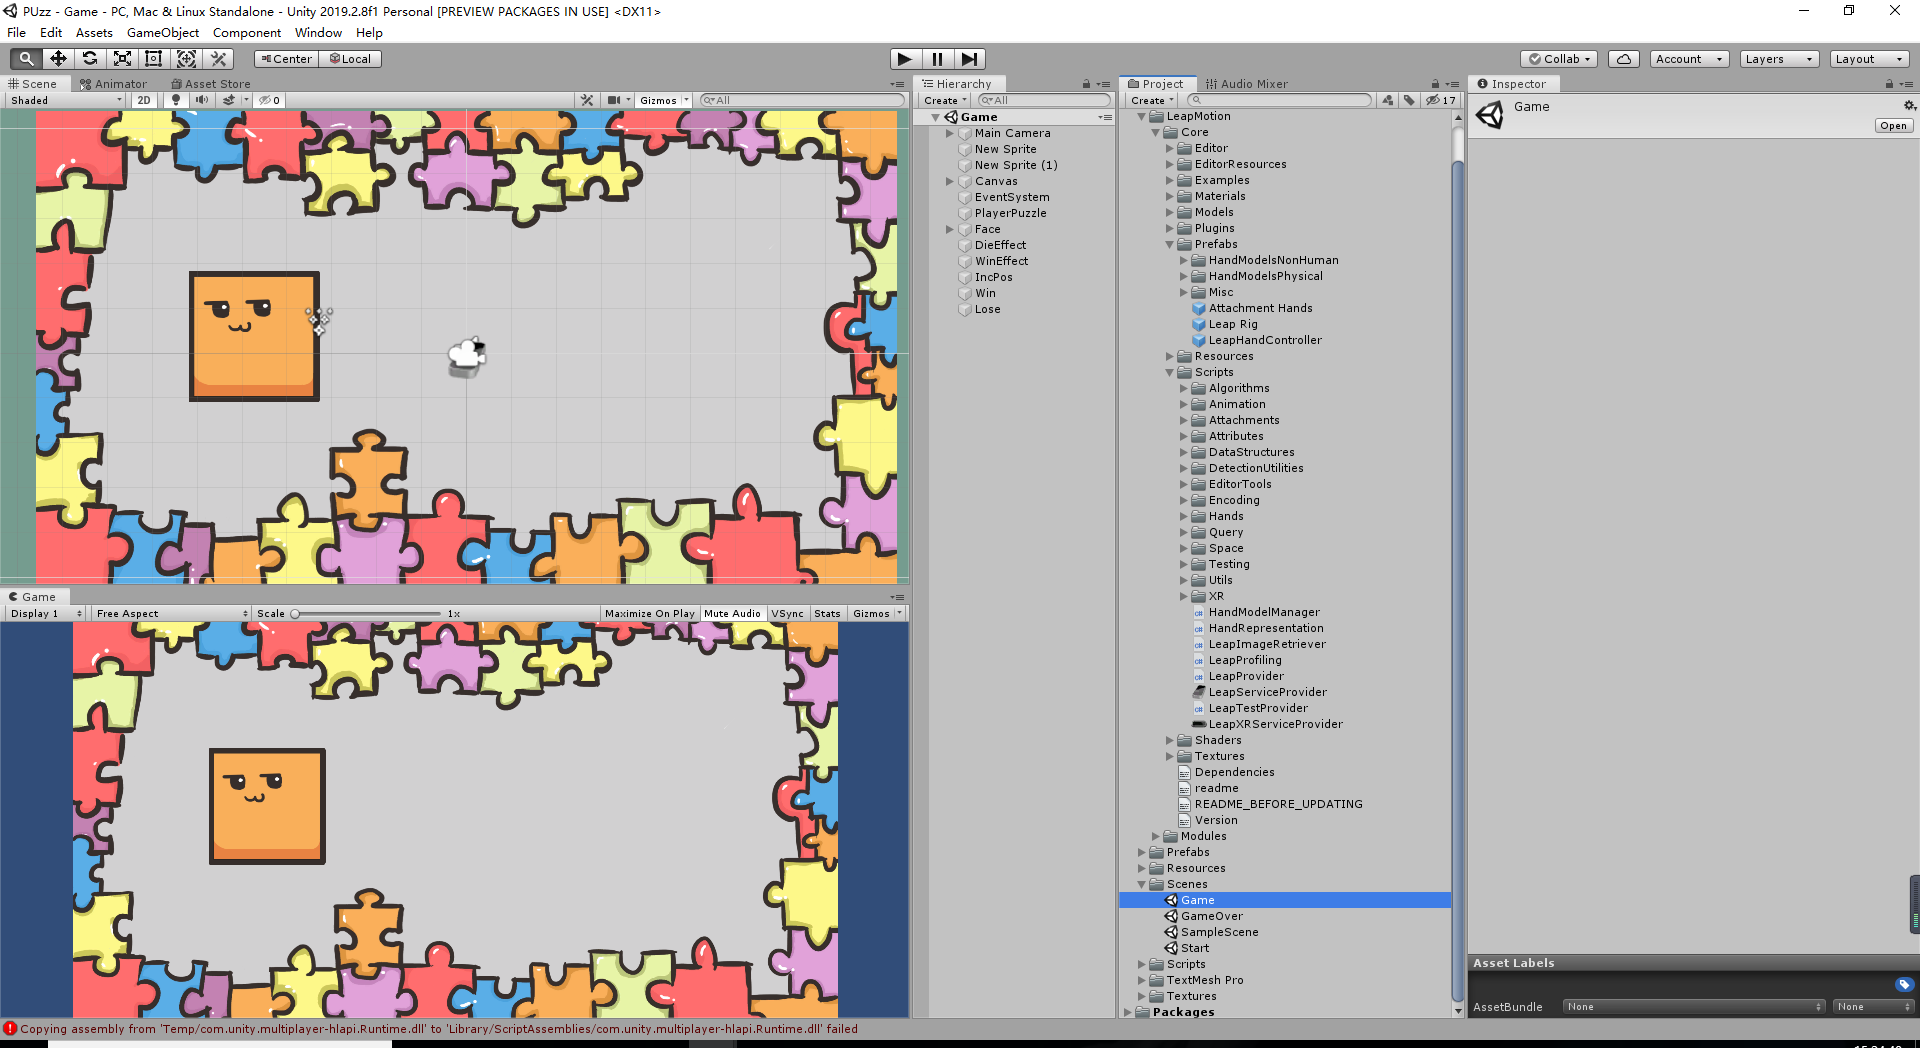 PUzz - Game - PC, Mac & Linux Standalone - Unity 2019.2.8f1 Personal [PREVIEW PACKAGES IN USE] <DX11>
File Edit Assets GameObject Component Window Help
Center Local
Collab Account Layers Layout
Scene Animator Asset Store
Shaded 2D 0 Gizmos All
Hierarchy
Create All
Game
Main Camera
New Sprite
New Sprite (1)
Canvas
EventSystem
PlayerPuzzle
Face
DieEffect
WinEffect
IncPos
Win
Lose
Project Audio Mixer
Create 17
LeapMotion
Core
Editor
EditorResources
Examples
Materials
Models
Plugins
Prefabs
HandModelsNonHuman
HandModelsPhysical
Misc
Attachment Hands
Leap Rig
LeapHandController
Resources
Scripts
Algorithms
Animation
Attachments
Attributes
DataStructures
DetectionUtilities
EditorTools
Encoding
Hands
Query
Space
Testing
Utils
XR
HandModelManager
HandRepresentation
LeapImageRetriever
LeapProfiling
LeapProvider
LeapServiceProvider
LeapTestProvider
LeapXRServiceProvider
Shaders
Textures
Dependencies
readme
README_BEFORE_UPDATING
Version
Modules
Prefabs
Resources
Scenes
Game
GameOver
SampleScene
Start
Scripts
TextMesh Pro
Textures
Packages
Inspector
Game
Open
Asset Labels
AssetBundle None None
Game
Display 1 Free Aspect Scale 1x Maximize On Play Mute Audio VSync Stats Gizmos
Copying assembly from 'Temp/com.unity.multiplayer-hlapi.Runtime.dll' to 'Library/ScriptAssemblies/com.unity.multiplayer-hlapi.Runtime.dll' failed